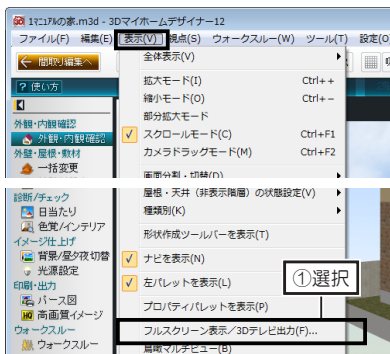 1マニュアルの家.m3d - 3Dマイホームデザイナー12
ファイル(F) 編集(E) 表示(V) 視点(S) ウォークスルー(W) ツール(T) 設定(O
間取り編集へ
全体表示(V)
? 使い方
拡大モード(I) Ctrl++
縮小モード(O) Ctrl+-
部分拡大モード
外観・内観確認
スクロールモード(C) Ctrl+F1
外観・内観確認
カメラドラッグモード(M) Ctrl+F2
外壁・屋根・敷材
一括変更
画面分割・切替(D)
屋根・天井（非表示階層）の状態設定(V)
診断/チェック
種類別(K)
日当たり
色覚/インテリア
形状作成ツールバーを表示(T)
イメージ仕上げ
背景/昼夕夜切替
ナビを表示(N)
光源設定
左パレットを表示(L)
①選択
印刷・出力
パース図
プロパティパレットを表示(P)
高画質イメージ
フルスクリーン表示／3Dテレビ出力(F)...
ウォークスルー
ウォークスルー
鳥瞰マルチビュー(B)